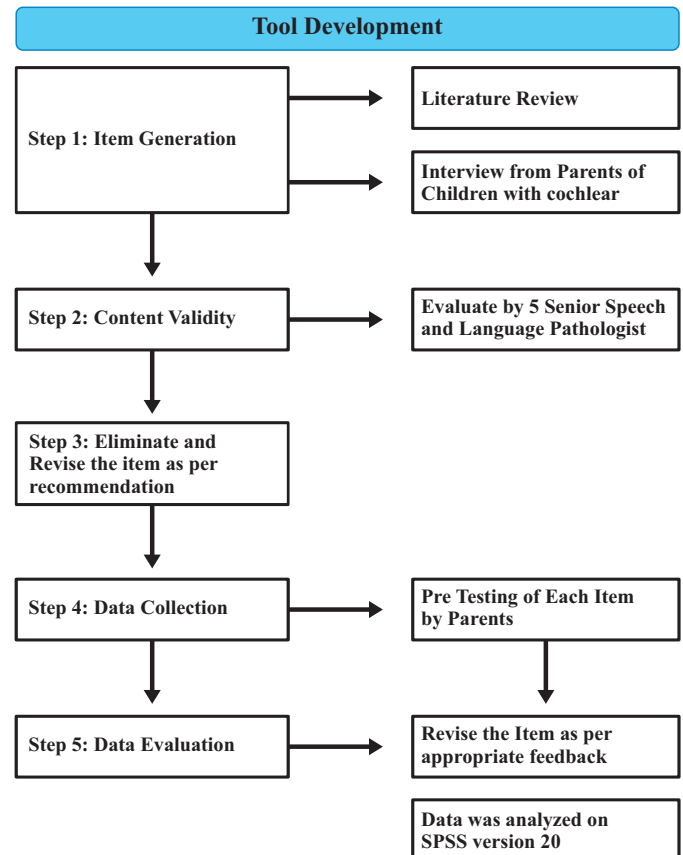 Tool Development
Step 1: Item Generation
Literature Review
Interview from Parents of
Children with cochlear
Step 2: Content Validity
Evaluate by 5 Senior Speech
and Language Pathologist
Step 3: Eliminate and
Revise the item as per
recommendation
Step 4: Data Collection
Pre Testing of Each Item
by Parents
Step 5: Data Evaluation
Revise the Item as per
appropriate feedback
Data was analyzed on
SPSS version 20